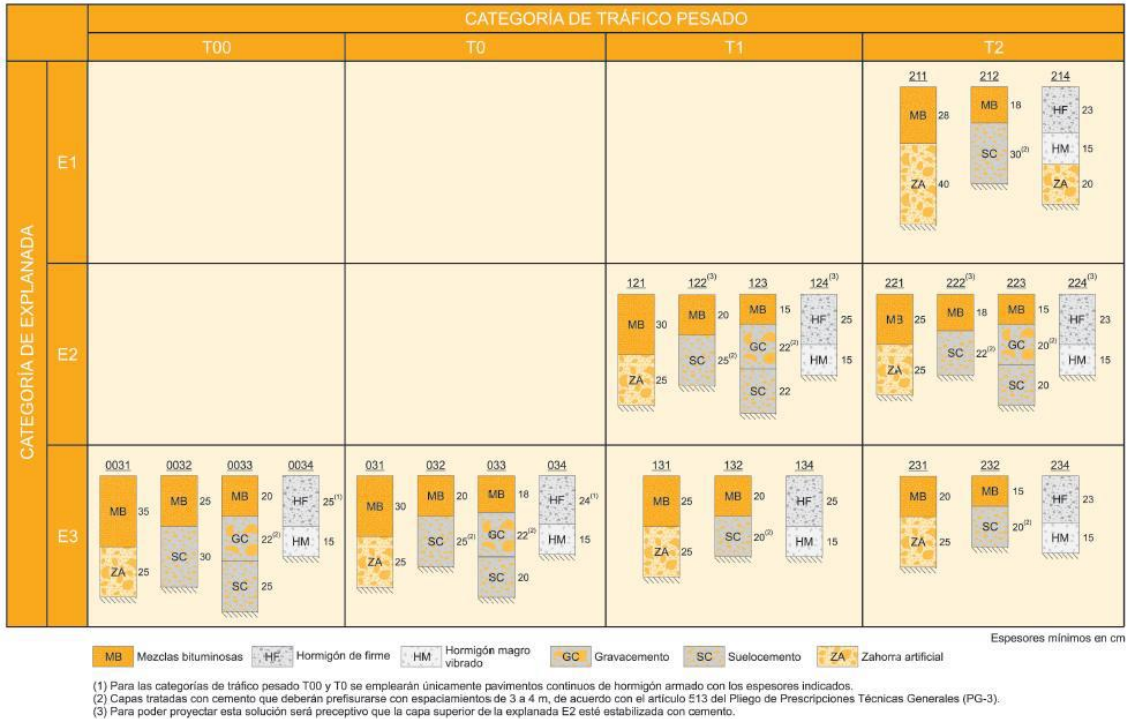 CATEGORÍA DE TRÁFICO PESADO
T00 T0 T1 T2
CATEGORÍA DE EXPLANADA
E1
211 212 214
MB 28 MB 18 HF 23
SC 30(2) HM 15
ZA 40 ZA 20
E2
121 122(3) 123 124(3) 221 222(3) 223 224(3)
MB 30 MB 20 MB 15 HF 25 MB 25 MB 18 MB 15 HF 23
ZA 25 SC 25(2) GC 22(2) HM 15 ZA 25 SC 22(2) GC 20(2) HM 15
SC 22 SC 20
E3
0031 0032 0033 0034 031 032 033 034 131 132 134 231 232 234
MB 35 MB 25 MB 20 HF 25(1) MB 30 MB 20 MB 18 HF 24(1) MB 25 MB 20 HF 25 MB 20 MB 15 HF 23
ZA 25 SC 30 GC 22(2) HM 15 ZA 25 SC 25(2) GC 22(2) HM 15 ZA 25 SC 20(2) HM 15 ZA 25 SC 20(2) HM 15
SC 25 SC 20
Espesores mínimos en cm
MB Mezclas bituminosas HF Hormigón de firme HM Hormigón magro vibrado GC Gravacemento SC Suelocemento ZA Zahorra artificial
(1) Para las categorías de tráfico pesado T00 y T0 se emplearán únicamente pavimentos continuos de hormigón armado con los espesores indicados.
(2) Capas tratadas con cemento que deberán prefisurarse con espaciamientos de 3 a 4 m, de acuerdo con el artículo 513 del Pliego de Prescripciones Técnicas Generales (PG-3).
(3) Para poder proyectar esta solución será preceptivo que la capa superior de la explanada E2 esté estabilizada con cemento.